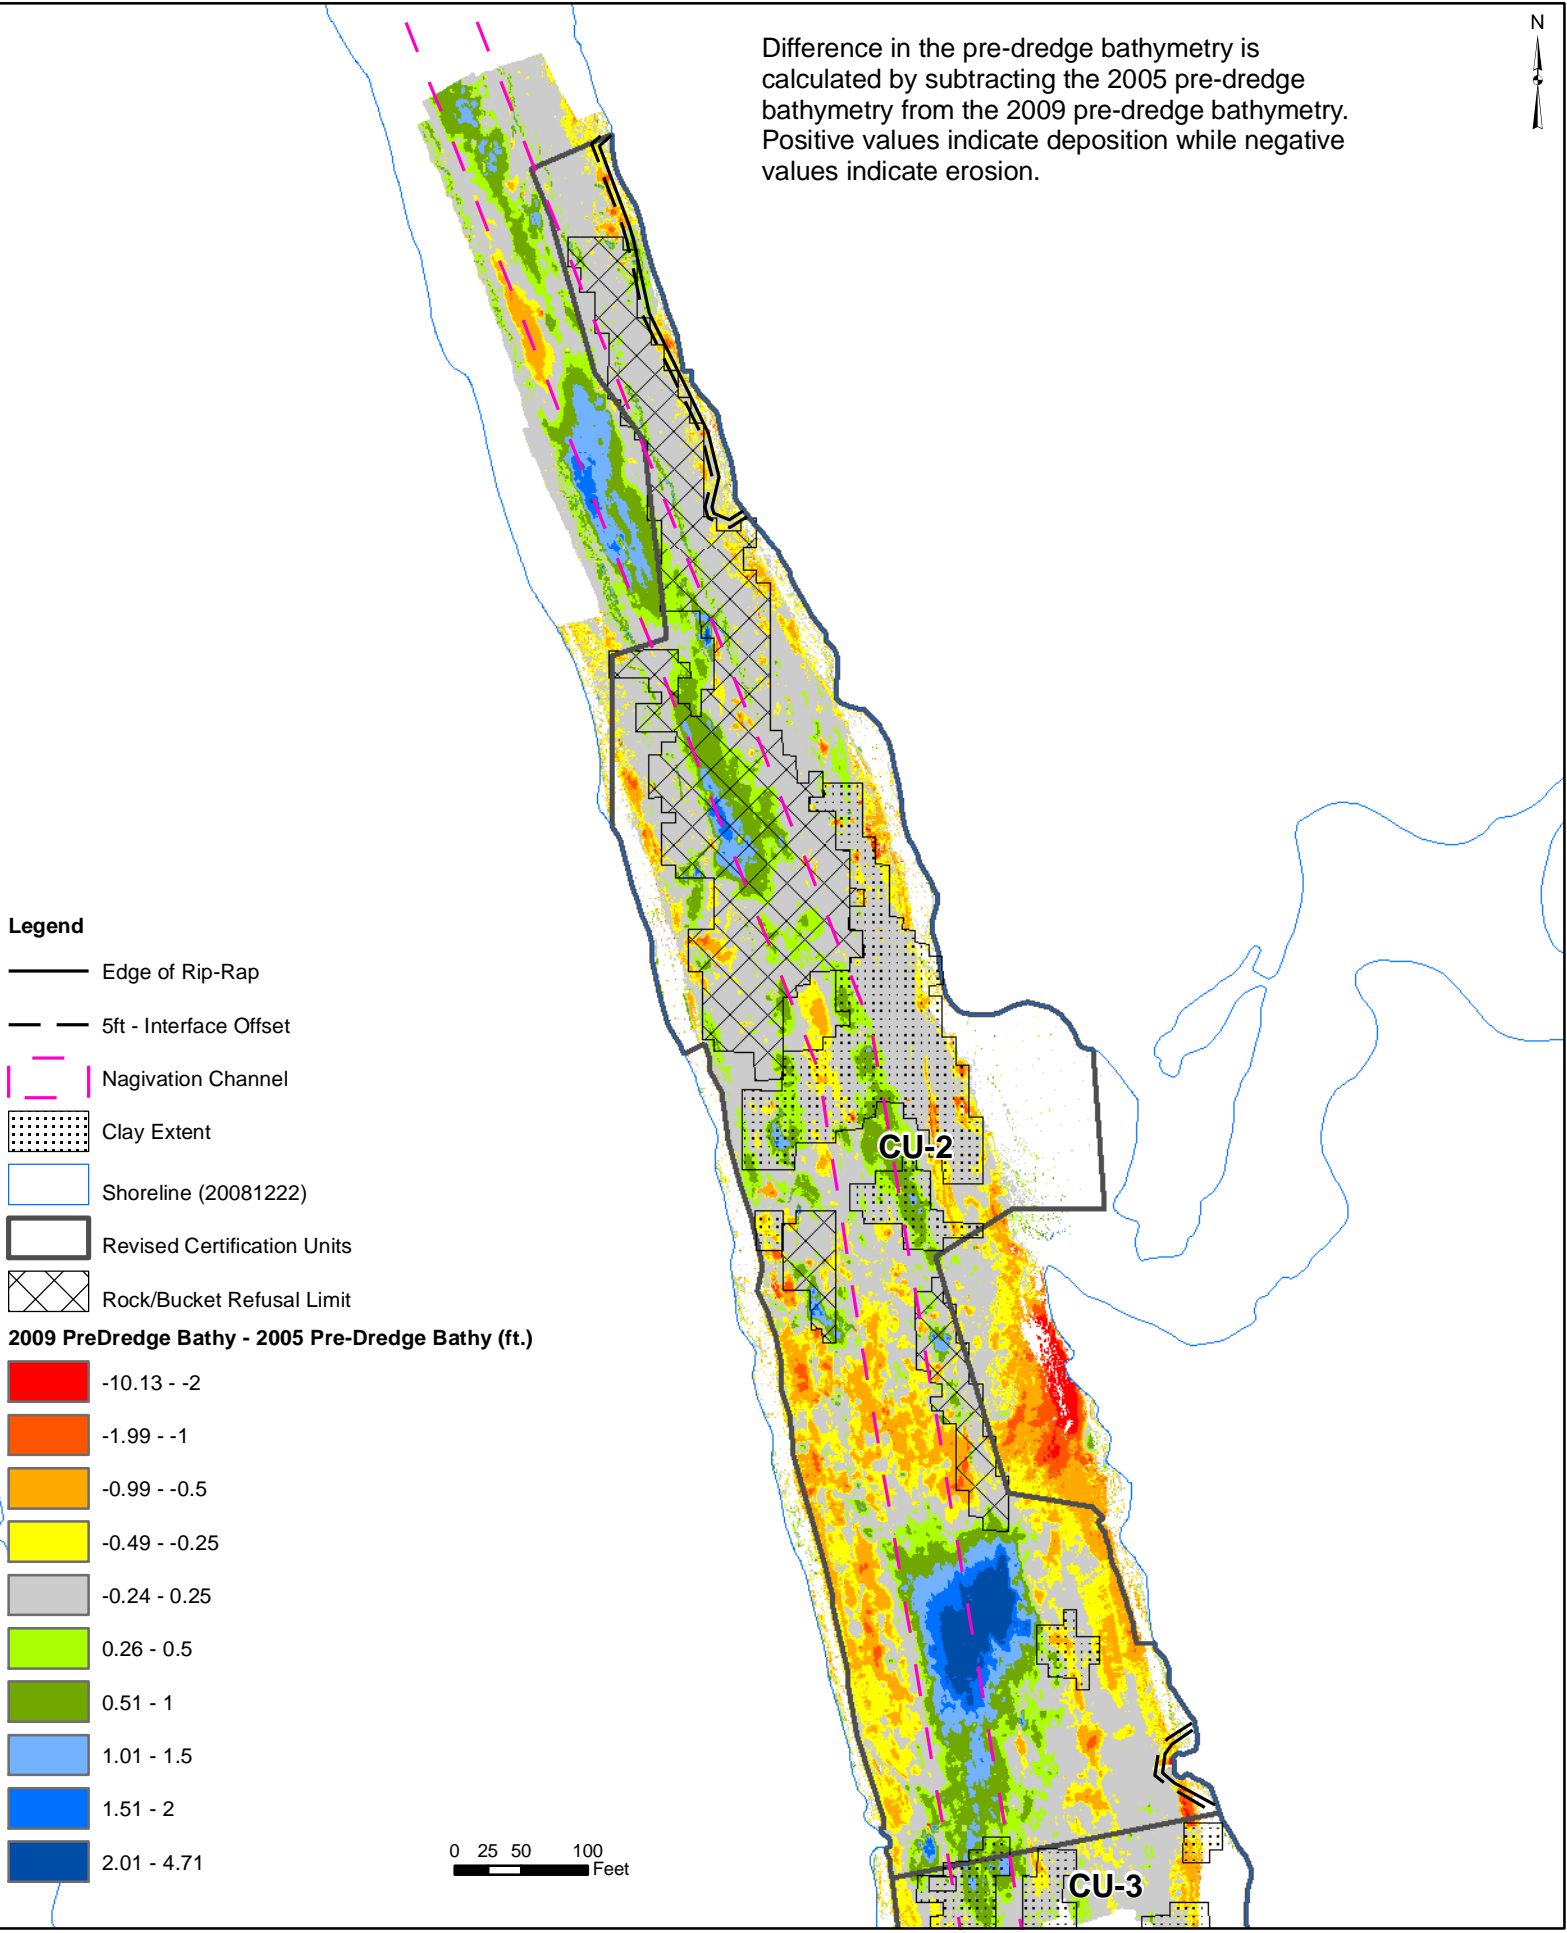 N
Difference in the pre-dredge bathymetry is
calculated by subtracting the 2005 pre-dredge
bathymetry from the 2009 pre-dredge bathymetry.
Positive values indicate deposition while negative
values indicate erosion.
Legend
Edge of Rip-Rap
5ft - Interface Offset
Nagivation Channel
Clay Extent
Shoreline (20081222)
Revised Certification Units
Rock/Bucket Refusal Limit
2009 PreDredge Bathy - 2005 Pre-Dredge Bathy (ft.)
-10.13 - -2
-1.99 - -1
-0.99 - -0.5
-0.49 - -0.25
-0.24 - 0.25
0.26 - 0.5
0.51 - 1
1.01 - 1.5
1.51 - 2
2.01 - 4.71
0 25 50 100
Feet
CU-2
CU-3